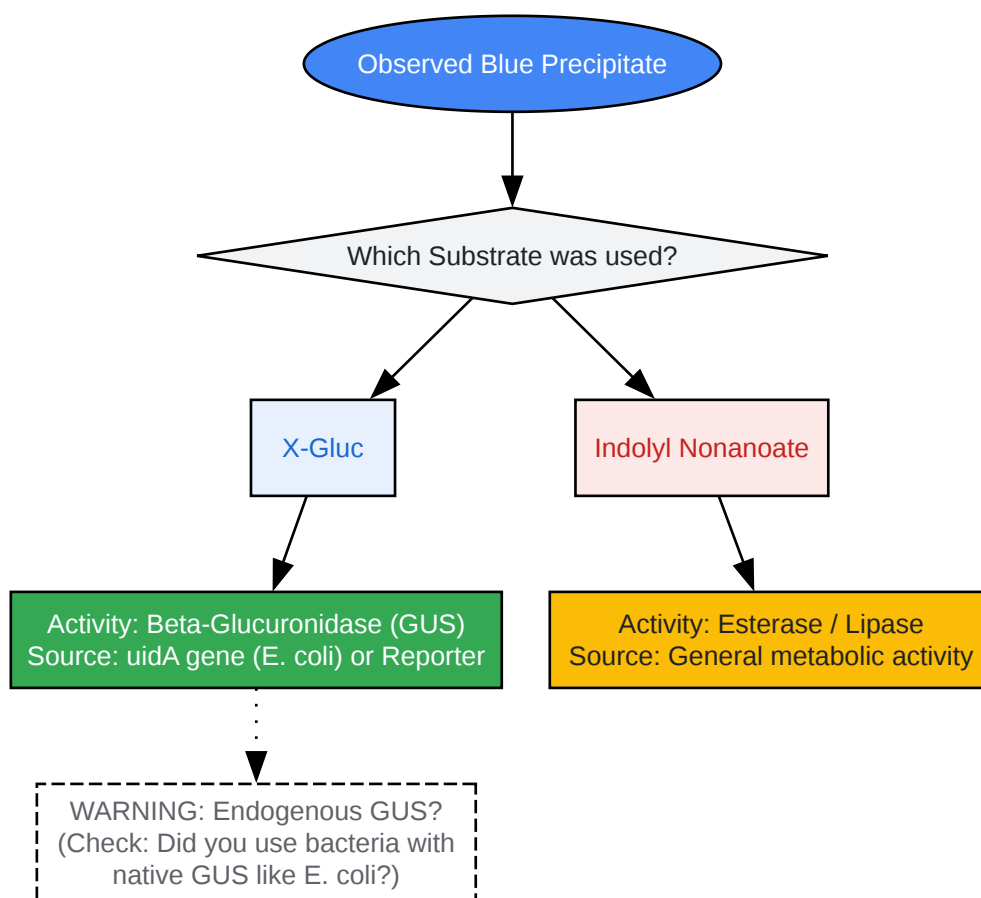 Observed Blue Precipitate
Which Substrate was used?
X-Gluc
Indolyl Nonanoate
Activity: Beta-Glucuronidase (GUS)
Source: uidA gene (E. coli) or Reporter
Activity: Esterase / Lipase
Source: General metabolic activity
WARNING: Endogenous GUS?
(Check: Did you use bacteria with
native GUS like E. coli?)